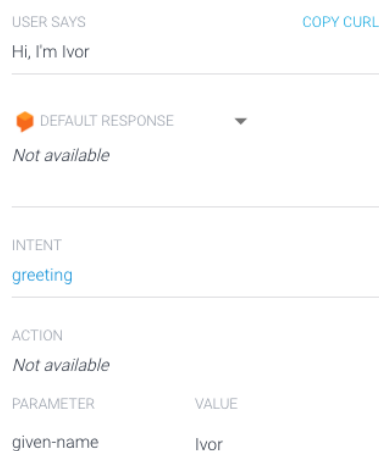 USER SAYS COPY CURL
Hi, I'm Ivor
DEFAULT RESPONSE
Not available
INTENT
greeting
ACTION
Not available
PARAMETER VALUE
given-name Ivor